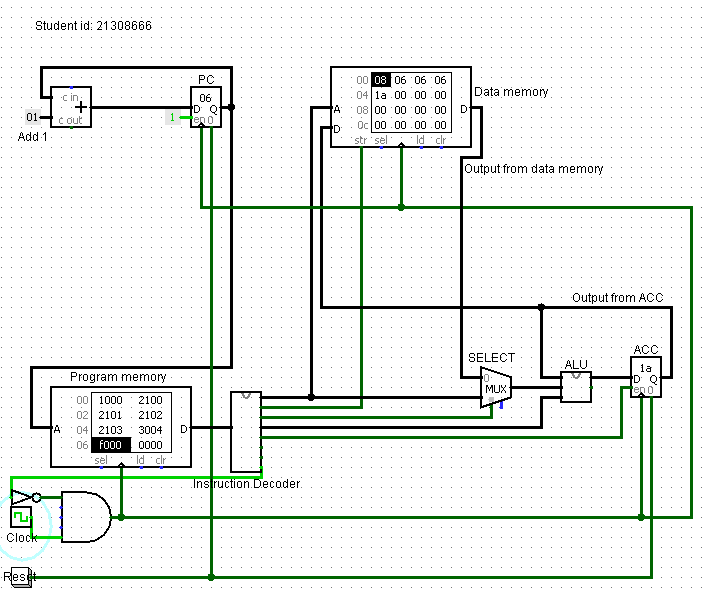 Student id: 21308666
PC
c in
+
c out
01
Add 1
06
D Q
en 0
1
00 08 06 06 06
04 1a 00 00 00
08 00 00 00 00
0c 00 00 00 00
A
D
D
str sel ld clr
Data memory
Output from data memory
Output from ACC
SELECT
0
MUX
ALU
ACC
1a
D Q
en 0
Program memory
00 1000 2100
02 2101 2102
04 2103 3004
06 f000 0000
A
D
sel ld clr
Instruction Decoder
Clock
Reset